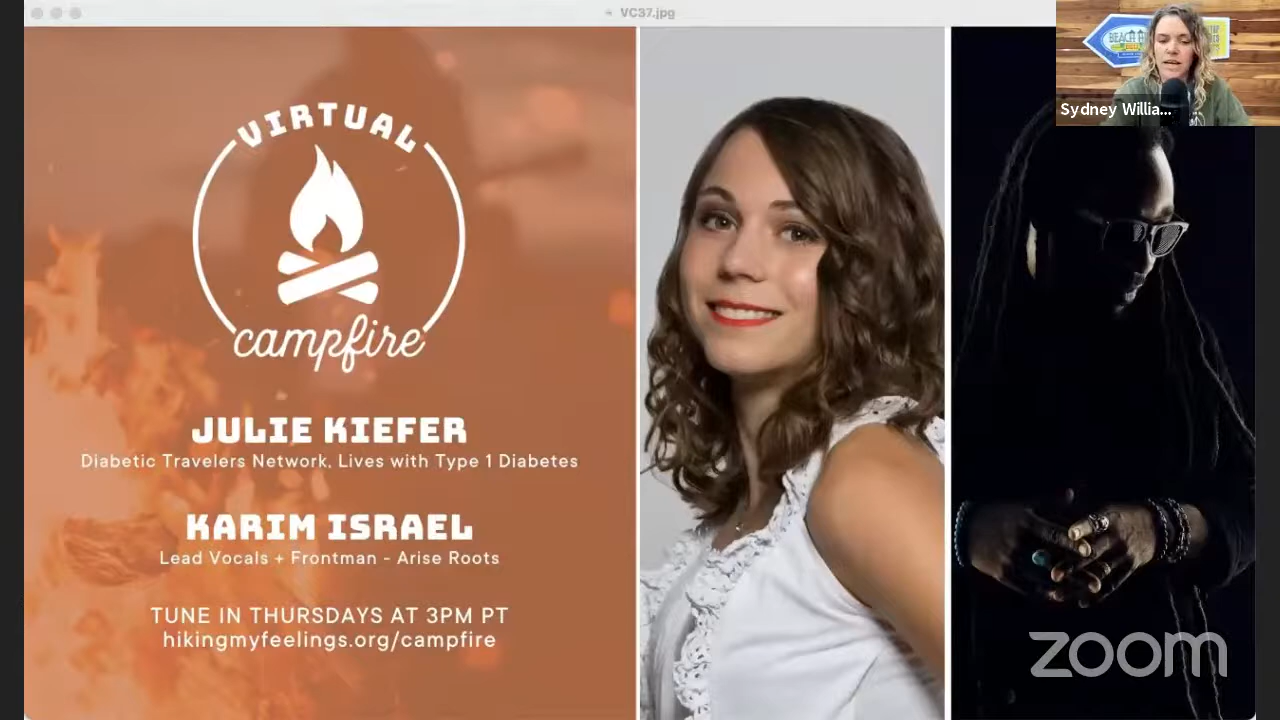 VC37.jpg
Sydney Willia...
BEACH
VIRTUAL
campfire
JULIE KIEFER
Diabetic Travelers Network, Lives with Type 1 Diabetes
KARIM ISRAEL
Lead Vocals + Frontman - Arise Roots
TUNE IN THURSDAYS AT 3PM PT
hikingmyfeelings.org/campfire
zoom